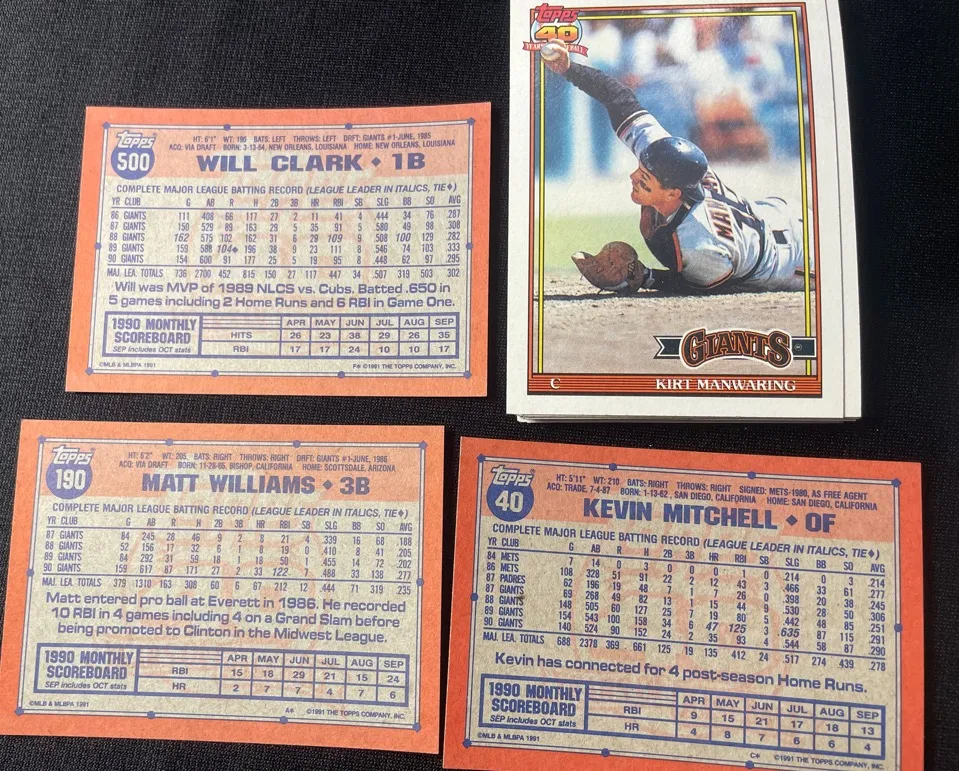 Topps
500
HT: 6'1" WT: 190 BATS: LEFT THROWS: LEFT DRFT: GIANTS #1-JUNE, 1985
ACQ: VIA DRAFT BORN: 3-13-64, NEW ORLEANS, LOUISIANA HOME: NEW ORLEANS, LOUISIANA
WILL CLARK ♦ 1B
COMPLETE MAJOR LEAGUE BATTING RECORD (LEAGUE LEADER IN ITALICS, TIE♦)
YR CLUB G AB R H 2B 3B HR RBI SB SLG BB SO AVG
86 GIANTS 111 408 66 117 27 2 11 41 4 .444 34 76 .287
87 GIANTS 150 529 89 163 29 5 35 91 5 .580 49 98 .308
88 GIANTS 162 575 102 162 31 6 29 109 9 .508 100 129 .282
89 GIANTS 159 588 104♦ 196 38 9 23 111 8 .546 74 103 .333
90 GIANTS 154 600 91 177 25 5 19 95 8 .448 62 97 .295
MAJ. LEA. TOTALS 736 2700 452 815 150 27 117 447 34 .507 319 503 .302
Will was MVP of 1989 NLCS vs. Cubs. Batted .650 in
5 games including 2 Home Runs and 6 RBI in Game One.
1990 MONTHLY
SCOREBOARD
SEP includes OCT stats
APR MAY JUN JUL AUG SEP
HITS 26 23 38 29 26 35
RBI 17 17 24 10 10 17
©MLB & MLBPA 1991
F* ©1991 THE TOPPS COMPANY, INC.
Topps
40
YEARS OF BASEBALL
MAN
GIANTS
C KIRT MANWARING
Topps
190
HT: 6'2" WT: 205 BATS: RIGHT THROWS: RIGHT DRFT: GIANTS #1-JUNE, 1986
ACQ: VIA DRAFT BORN: 11-28-65, BISHOP, CALIFORNIA HOME: SCOTTSDALE, ARIZONA
MATT WILLIAMS ♦ 3B
COMPLETE MAJOR LEAGUE BATTING RECORD (LEAGUE LEADER IN ITALICS, TIE♦)
YR CLUB G AB R H 2B 3B HR RBI SB SLG BB SO AVG
87 GIANTS 84 245 28 46 9 2 8 21 4 .339 16 68 .188
88 GIANTS 52 156 17 32 6 1 8 19 0 .410 8 41 .205
89 GIANTS 84 292 31 59 18 1 18 50 1 .455 14 72 .202
90 GIANTS 159 617 87 171 27 2 33 122 7 .488 33 138 .277
MAJ. LEA. TOTALS 379 1310 163 308 60 6 67 212 12 .444 71 319 .235
Matt entered pro ball at Everett in 1986. He recorded
10 RBI in 4 games including 4 on a Grand Slam before
being promoted to Clinton in the Midwest League.
1990 MONTHLY
SCOREBOARD
SEP includes OCT stats
APR MAY JUN JUL AUG SEP
RBI 15 18 29 21 15 24
HR 2 7 7 4 7 6
©MLB & MLBPA 1991
A* ©1991 THE TOPPS COMPANY, INC.
Topps
40
HT: 5'11" WT: 210 BATS: RIGHT THROWS: RIGHT SIGNED: METS-1980, AS FREE AGENT
ACQ: TRADE, 7-4-87 BORN: 1-13-62, SAN DIEGO, CALIFORNIA HOME: SAN DIEGO, CALIFORNIA
KEVIN MITCHELL ♦ OF
COMPLETE MAJOR LEAGUE BATTING RECORD (LEAGUE LEADER IN ITALICS, TIE♦)
YR CLUB G AB R H 2B 3B HR RBI SB SLG BB SO AVG
84 METS 7 14 0 3 0 0 0 1 0 .214 0 3 .214
86 METS 108 328 51 91 22 2 12 43 3 .466 33 61 .277
87 PADRES 62 196 19 48 7 1 7 26 0 .398 20 38 .245
87 GIANTS 69 268 49 82 13 1 15 44 9 .530 28 50 .306
88 GIANTS 148 505 60 127 25 7 19 80 5 .442 48 85 .251
89 GIANTS 154 543 100 158 34 6 47 125 3 .635 87 115 .291
90 GIANTS 140 524 90 152 24 2 35 93 4 .544 58 87 .290
MAJ. LEA. TOTALS 688 2378 369 661 125 19 135 412 24 .517 274 439 .278
Kevin has connected for 4 post-season Home Runs.
1990 MONTHLY
SCOREBOARD
SEP includes OCT stats
APR MAY JUN JUL AUG SEP
RBI 9 15 21 17 18 13
HR 4 8 7 6 6 4
©MLB & MLBPA 1991
C* ©1991 THE TOPPS COMPANY, INC.